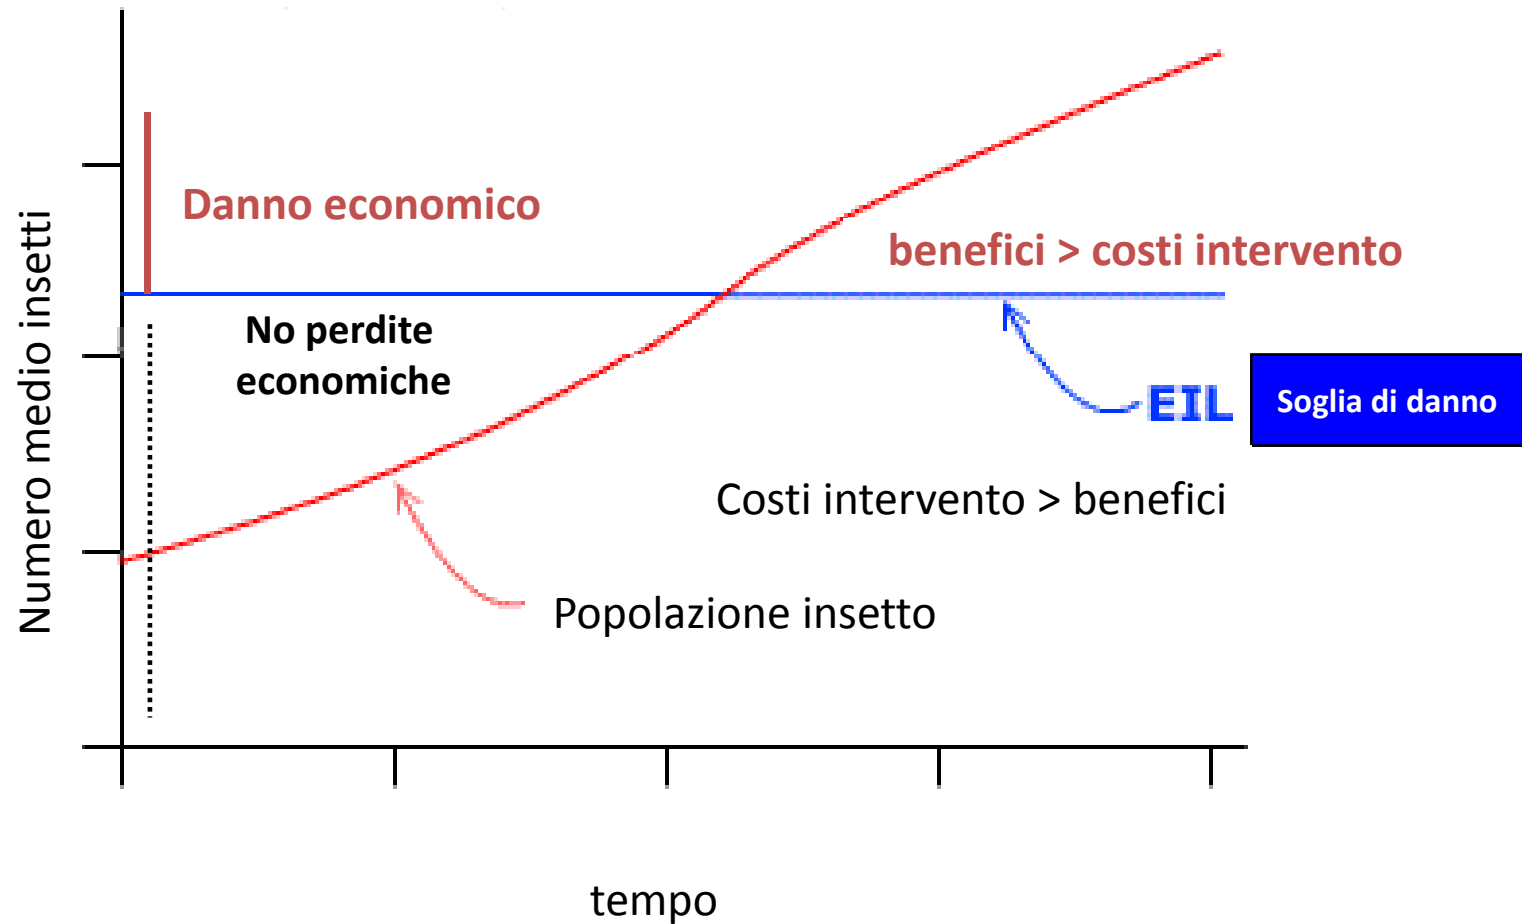 Danno economico
benefici > costi intervento
No perdite
economiche
EIL
Soglia di danno
Costi intervento > benefici
Popolazione insetto
Numero medio insetti
tempo